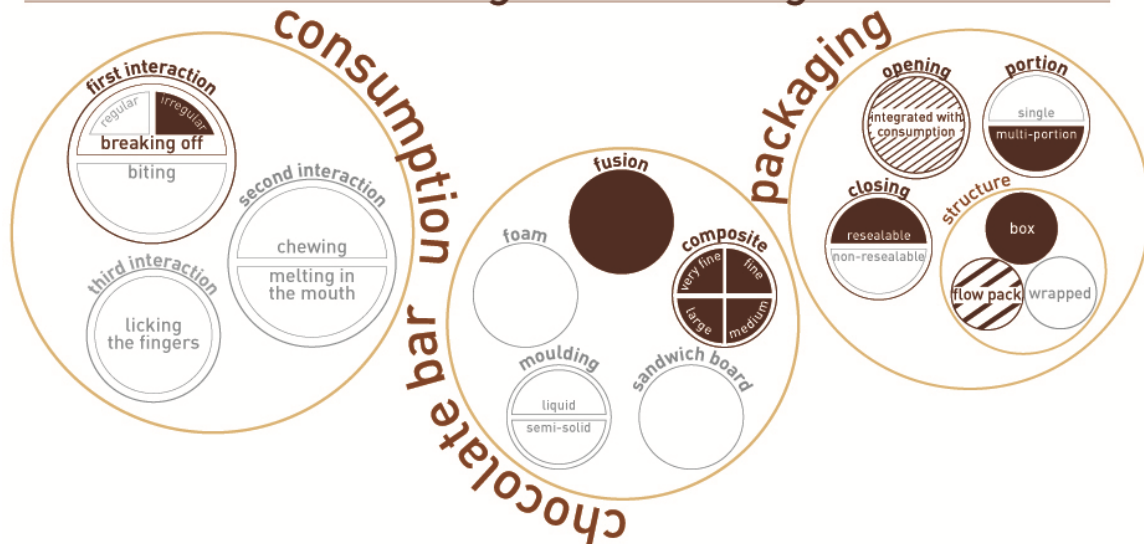 consumption
first interaction
regular
irregular
breaking off
biting
second interaction
chewing
melting in
the mouth
third interaction
licking
the fingers
chocolate bar
fusion
foam
composite
very fine
fine
large
medium
moulding
liquid
semi-solid
sandwich board
packaging
opening
integrated with
consumption
portion
single
multi-portion
closing
resealable
non-resealable
structure
box
flow pack
wrapped